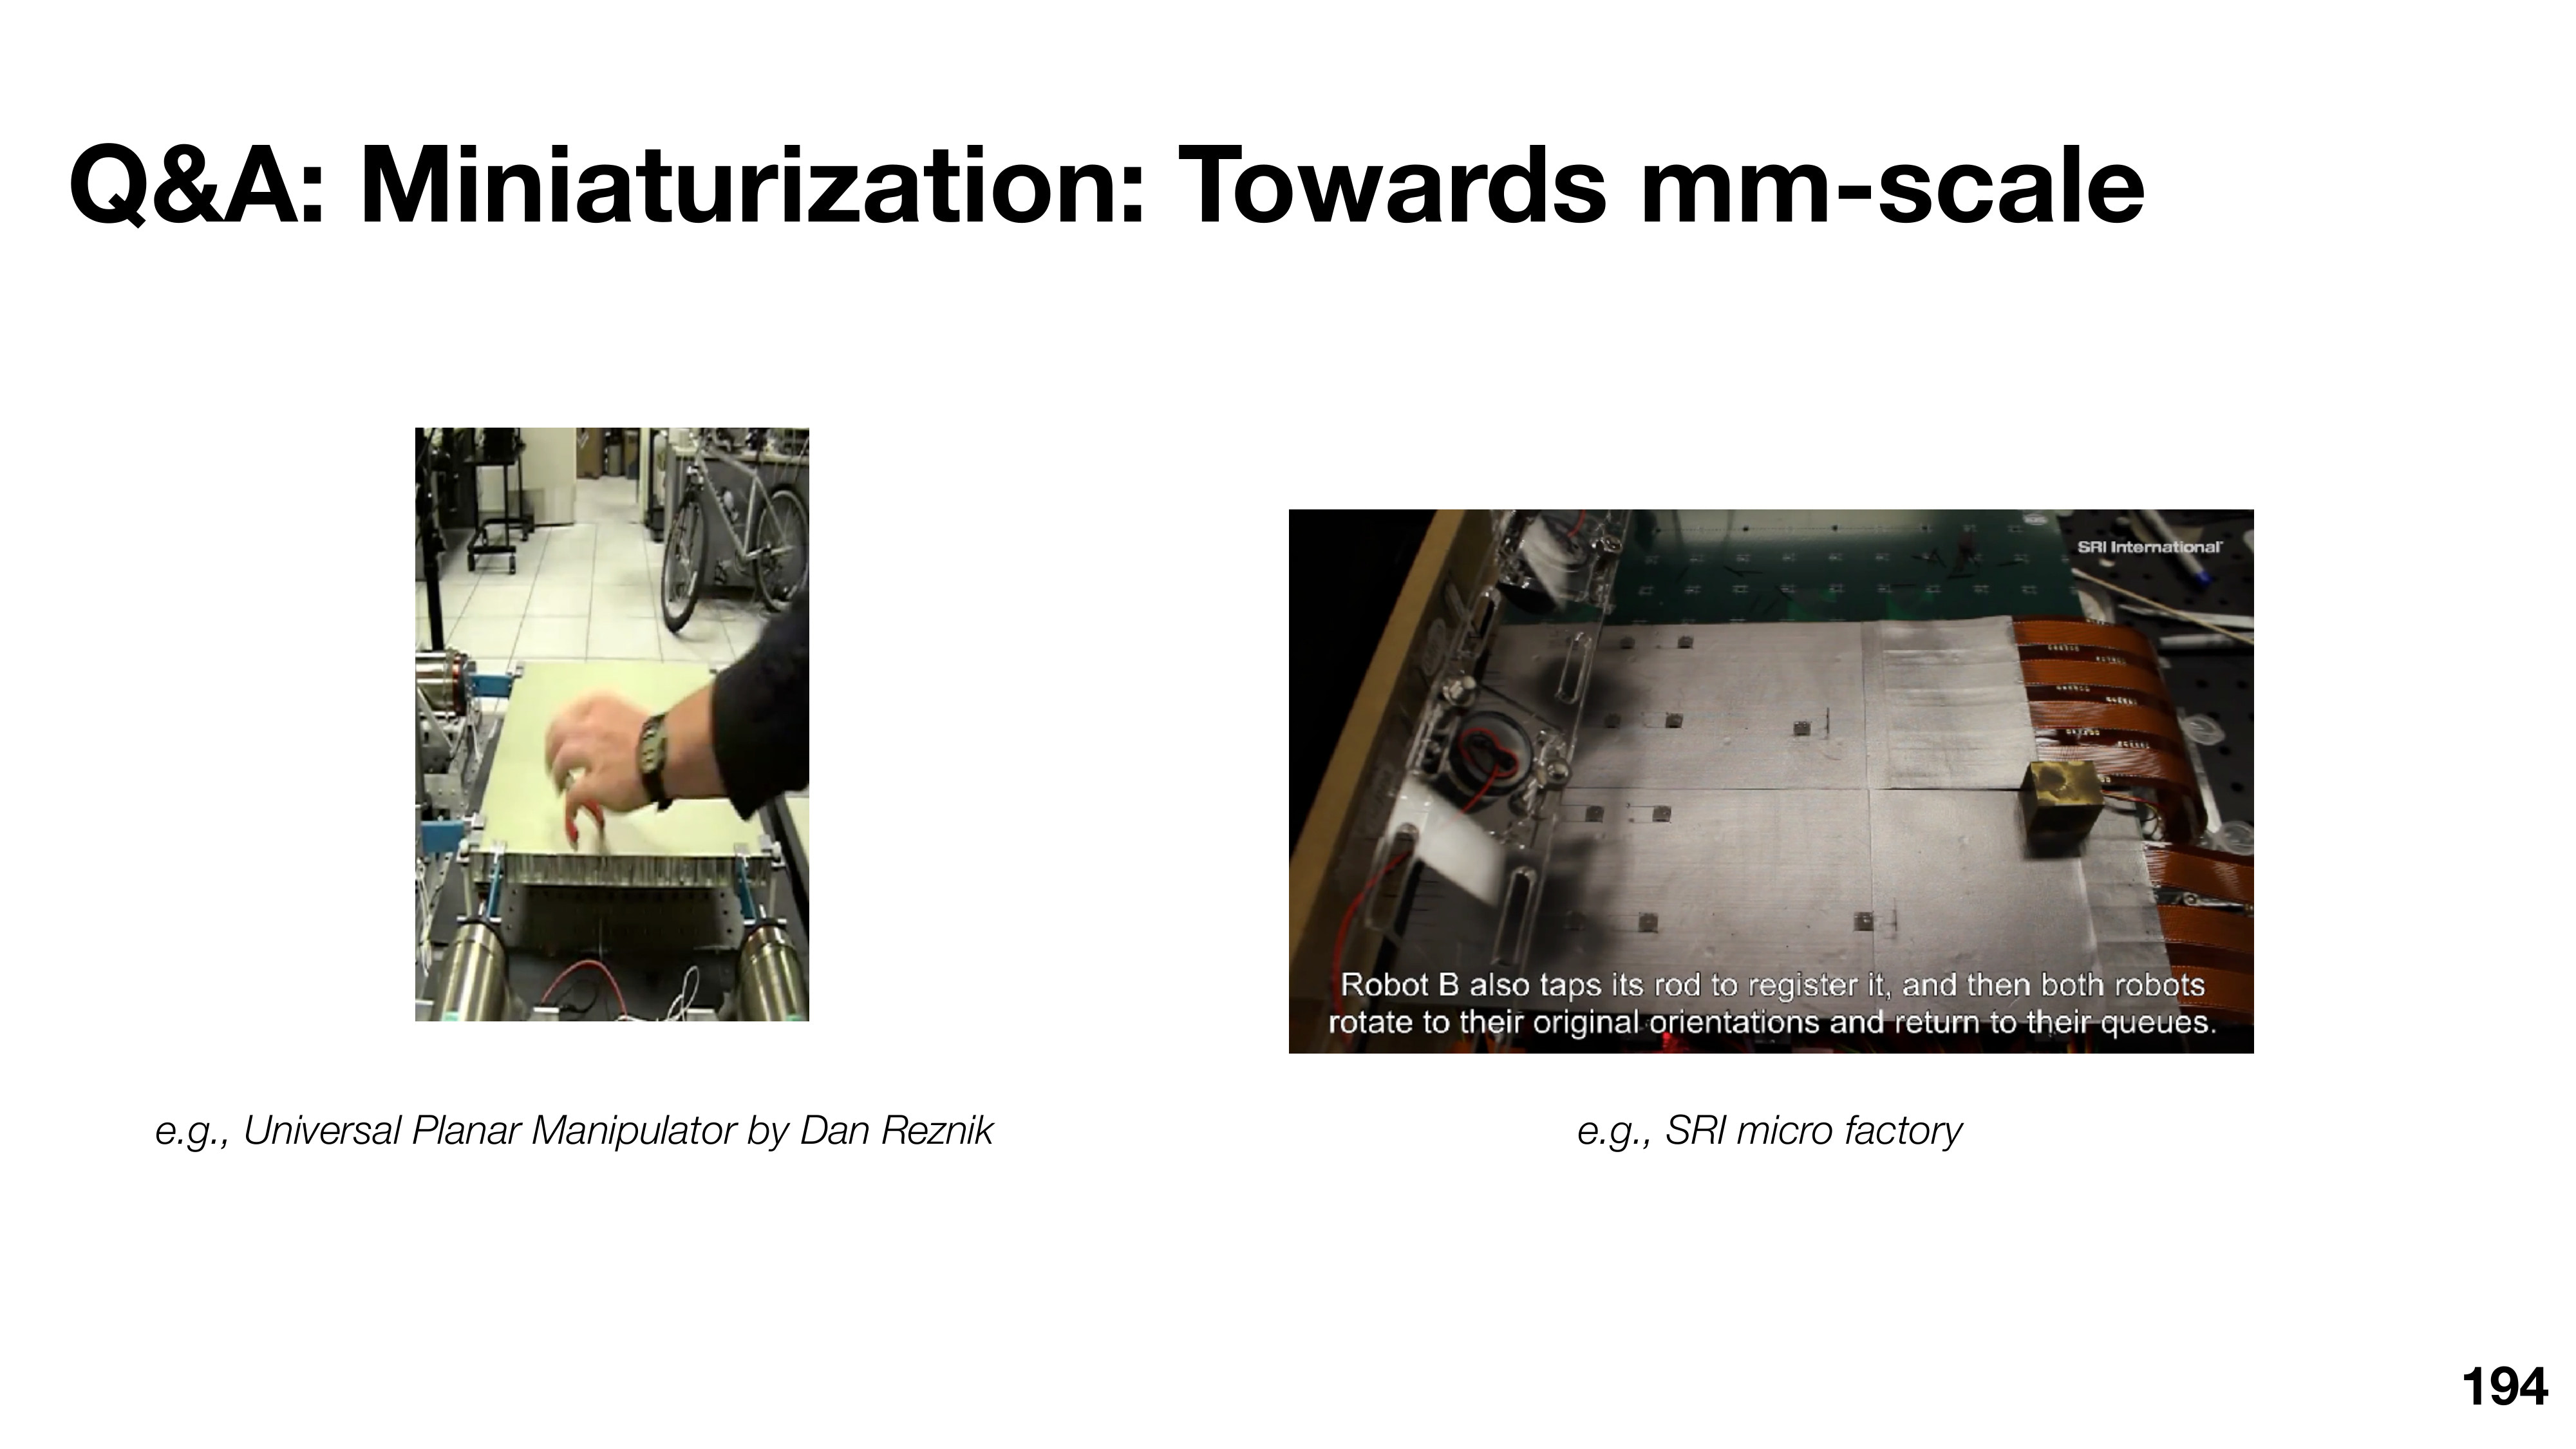 Q&A: Miniaturization: Towards mm-scale
SRI International
Robot B also taps its rod to register it, and then both robots
rotate to their original orientations and return to their queues.
e.g., Universal Planar Manipulator by Dan Reznik
e.g., SRI micro factory
194